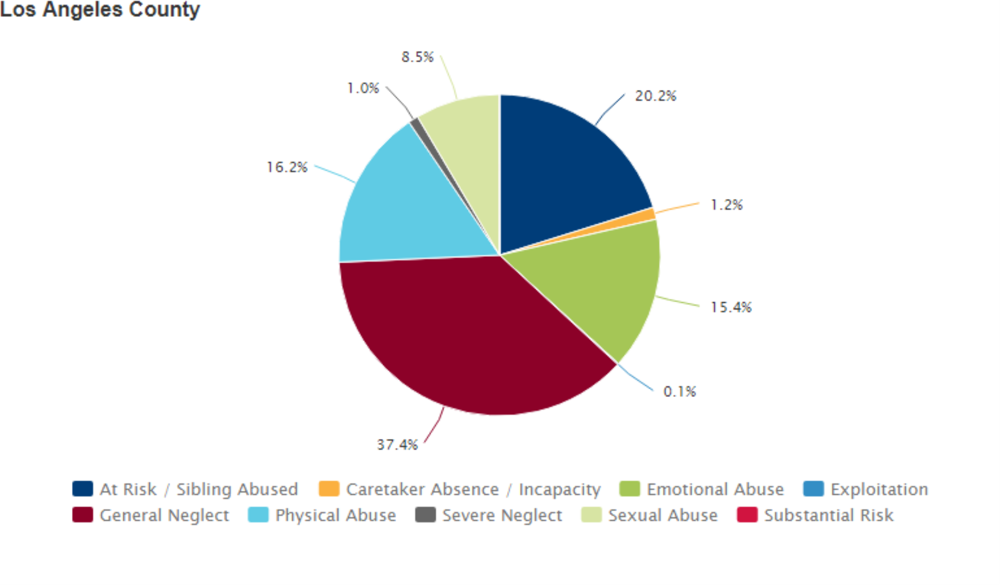 Los Angeles County
8.5%
1.0%
20.2%
16.2%
1.2%
15.4%
0.1%
37.4%
At Risk / Sibling Abused Caretaker Absence / Incapacity Emotional Abuse Exploitation
General Neglect Physical Abuse Severe Neglect Sexual Abuse Substantial Risk